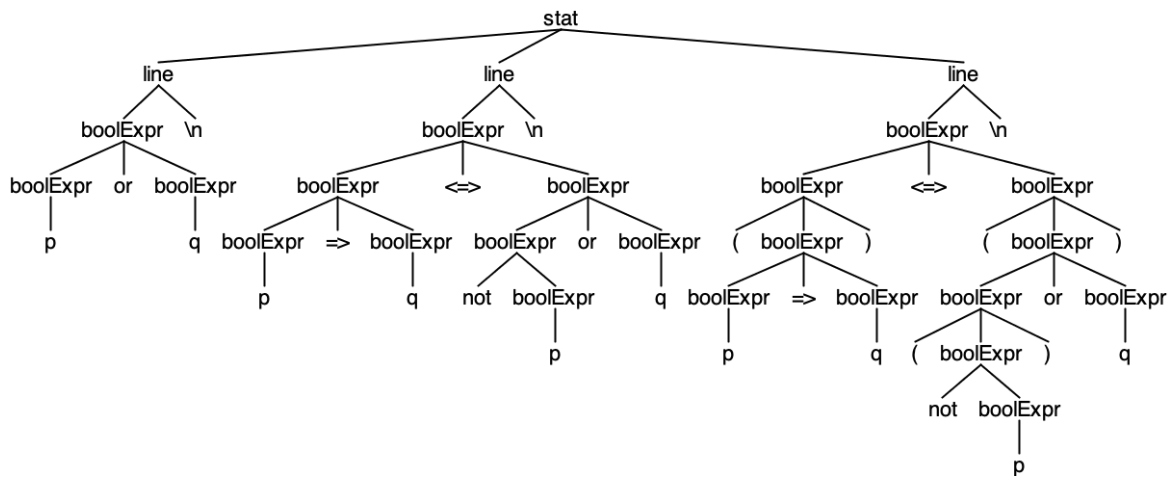 stat
line line line
boolExpr \n boolExpr \n boolExpr \n
boolExpr or boolExpr boolExpr <=> boolExpr boolExpr <=> boolExpr
p q boolExpr => boolExpr boolExpr or boolExpr ( boolExpr ) ( boolExpr )
p q not boolExpr q boolExpr => boolExpr boolExpr or boolExpr
p p q ( boolExpr ) q
not boolExpr
p